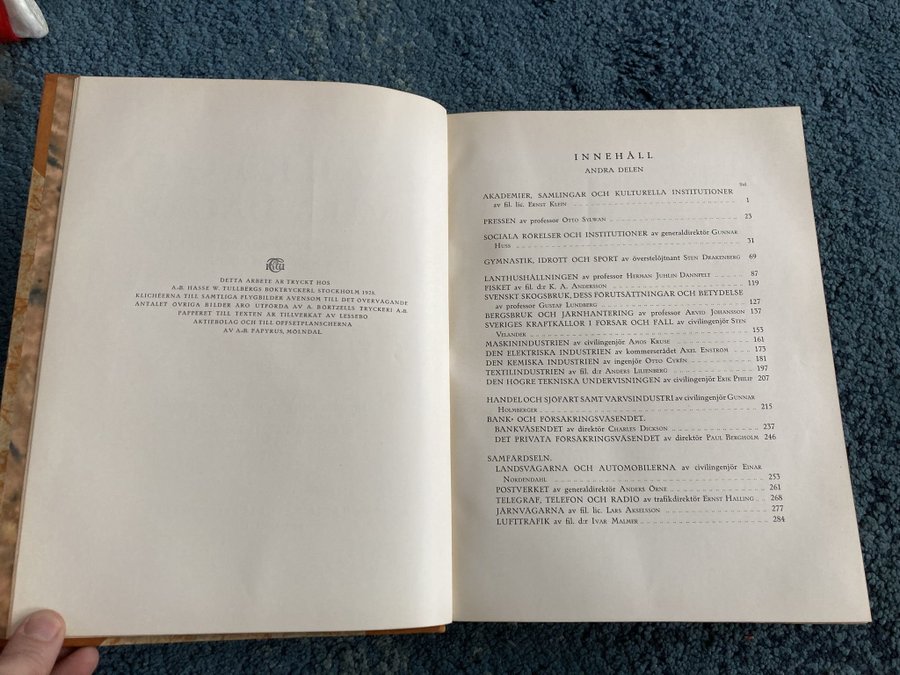 DETTA ARBETE ÄR TRYCKT HOS
A.-B. HASSE W. TULLBERGS BOKTRYCKERI, STOCKHOLM 1928.
KLICHÉERNA TILL SAMTLIGA FLYGBILDER ÄVENSOM TILL DET ÖVERVÄGANDE
ANTALET ÖVRIGA BILDER ÄRO UTFÖRDA AV A. BÖRTZELLS TRYCKERI A.-B.
PAPPERET TILL TEXTEN ÄR TILLVERKAT AV LESSEBO
AKTIEBOLAG OCH TILL OFFSETPLANSCHERNA
AV A.-B. PAPYRUS, MÖLNDAL
INNEHÅLL
ANDRA DELEN
Sid.
AKADEMIER, SAMLINGAR OCH KULTURELLA INSTITUTIONER
av fil. lic. Ernst Klein 1
PRESSEN av professor Otto Sylwan 23
SOCIALA RÖRELSER OCH INSTITUTIONER av generaldirektör Gunnar
Huss 31
GYMNASTIK, IDROTT OCH SPORT av överstelöjtnant Sten Drakenberg 69
LANTHUSHÅLLNINGEN av professor Herman Juhlin Dannfelt 87
FISKET av fil. d:r K. A. Andersson 119
SVENSKT SKOGSBRUK, DESS FÖRUTSÄTTNINGAR OCH BETYDELSE
av professor Gustaf Lundberg 127
BERGSBRUK OCH JÄRNHANTERING av professor Arvid Johansson 137
SVERIGES KRAFTKÄLLOR I FORSAR OCH FALL av civilingenjör Sten
Velander 153
MASKININDUSTRIEN av civilingenjör Amos Kruse 161
DEN ELEKTRISKA INDUSTRIEN av kommerserådet Axel Enström 173
DEN KEMISKA INDUSTRIEN av ingenjör Otto Cyrén 181
TEXTILINDUSTRIEN av fil. d:r Anders Liljenberg 197
DEN HÖGRE TEKNISKA UNDERVISNINGEN av civilingenjör Erik Philip 207
HANDEL OCH SJÖFART SAMT VARVSINDUSTRI av civilingenjör Gunnar
Holmberger 215
BANK- OCH FÖRSÄKRINGSVÄSENDET.
BANKVÄSENDET av direktör Charles Dickson 237
DET PRIVATA FÖRSÄKRINGSVÄSENDET av direktör Paul Bergholm 246
SAMFÄRDSELN.
LANDSVÄGARNA OCH AUTOMOBILERNA av civilingenjör Einar
Nordendahl 253
POSTVERKET av generaldirektör Anders Örne 261
TELEGRAF, TELEFON OCH RADIO av trafikdirektör Ernst Halling 268
JÄRNVÄGARNA av fil. lic. Lars Akselsson 277
LUFTTRAFIK av fil. d:r Ivar Malmer 284